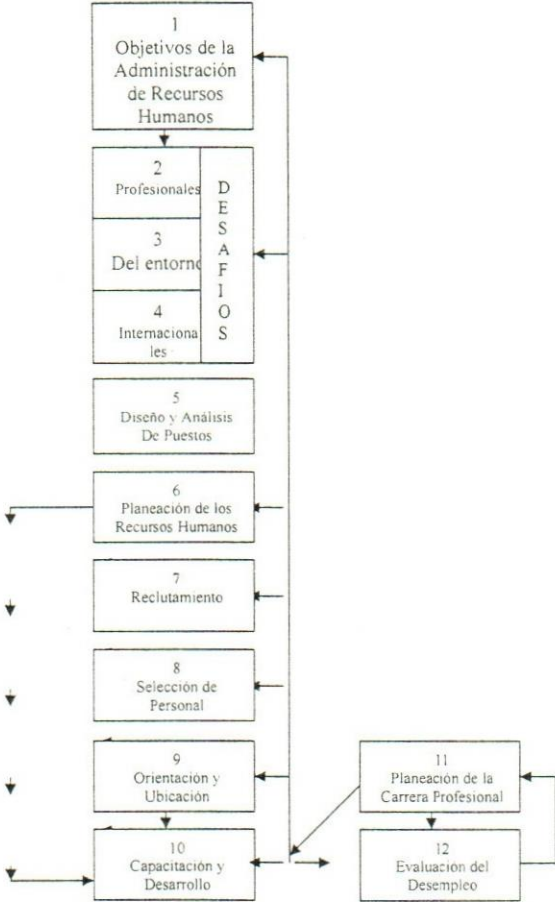 1
Objetivos de la
Administración
de Recursos
Humanos
2
Profesionales
3
Del entorno
4
Internaciona
les
D
E
S
A
F
I
O
S
5
Diseño y Análisis
De Puestos
6
Planeación de los
Recursos Humanos
7
Reclutamiento
8
Selección de
Personal
9
Orientación y
Ubicación
10
Capacitación y
Desarrollo
11
Planeación de la
Carrera Profesional
12
Evaluación del
Desempleo